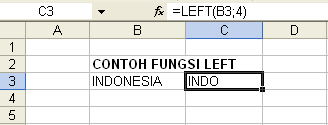 C3 fx =LEFT(B3;4)
A B C D
1
2 CONTOH FUNGSI LEFT
3 INDONESIA INDO
4
5